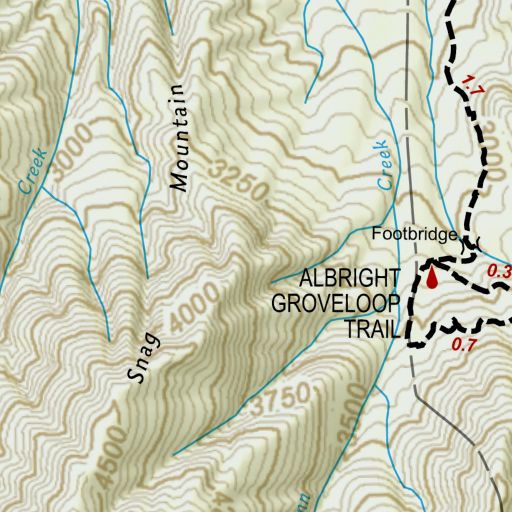 1.7
Mountain
3000
Creek
3250
Creek
3000
Footbridge
0.3
ALBRIGHT
GROVELOOP
TRAIL
4000
Snag
0.7
3750
3500
4500